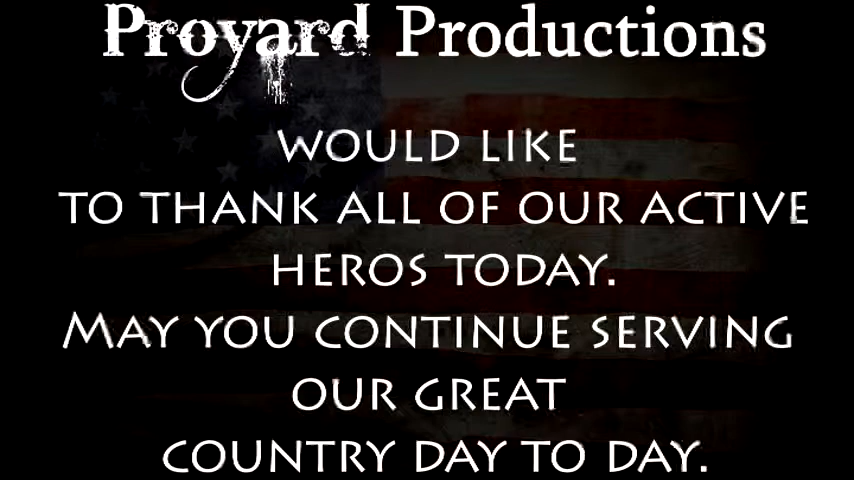 Proyard Productions
WOULD LIKE
TO THANK ALL OF OUR ACTIVE
HEROS TODAY.
MAY YOU CONTINUE SERVING
OUR GREAT
COUNTRY DAY TO DAY.